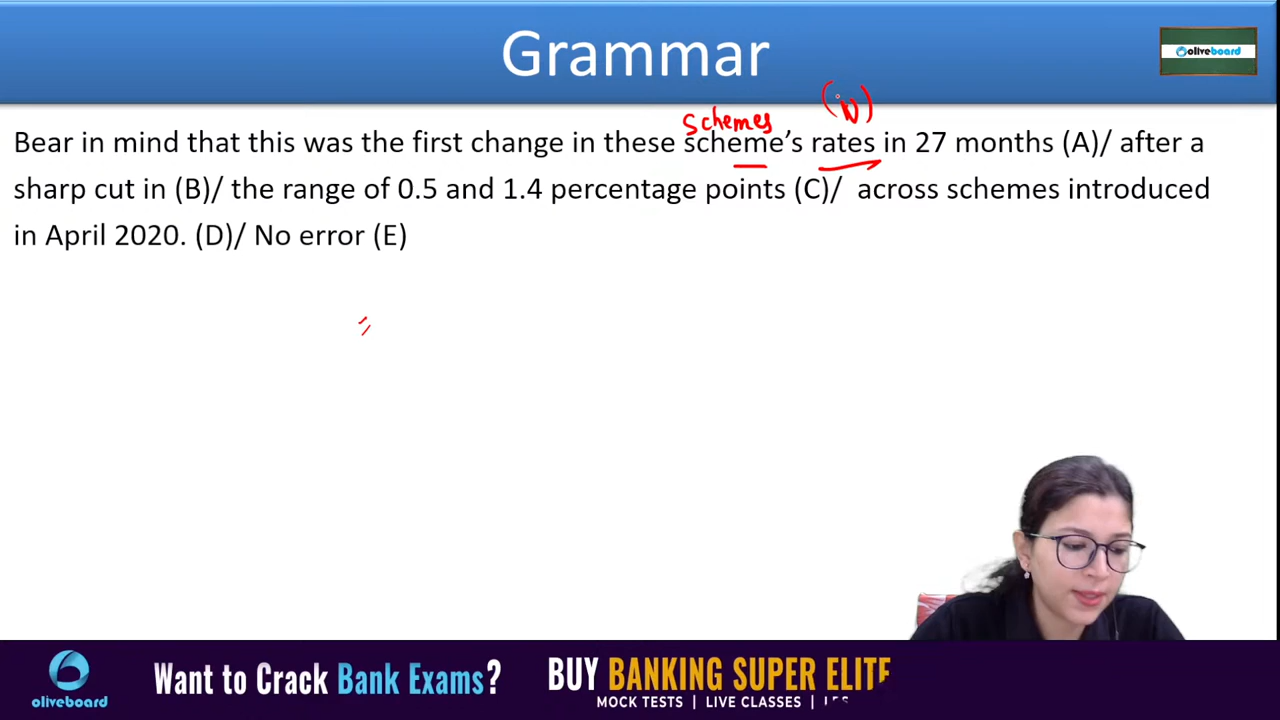 Grammar
oliveboard
(iv)
schemes
Bear in mind that this was the first change in these scheme’s rates in 27 months (A)/ after a
sharp cut in (B)/ the range of 0.5 and 1.4 percentage points (C)/ across schemes introduced
in April 2020. (D)/ No error (E)
Want to Crack Bank Exams?
BUY BANKING SUPER ELITE
MOCK TESTS | LIVE CLASSES |
oliveboard